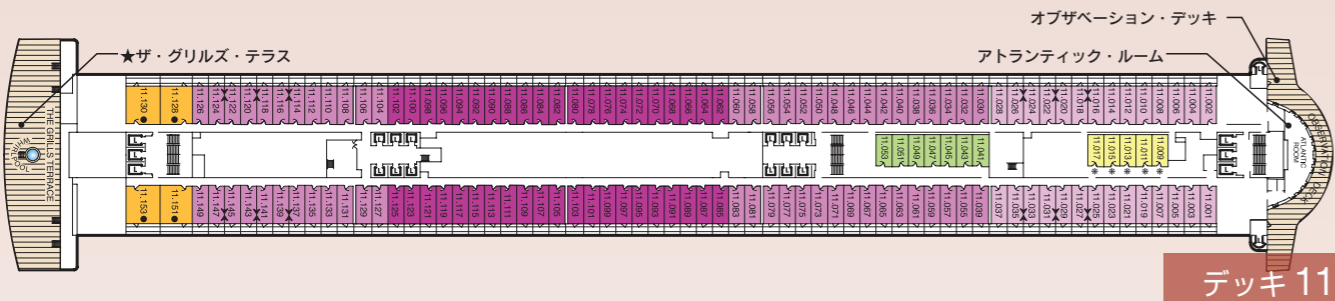 オブザベーション・デッキ
★ザ・グリルズ・テラス
アトランティック・ルーム
THE GRILLS TERRACE
WHIRLPOOL
OBSERVATION DECK
ATLANTIC
ROOM
11.130 11.128 11.126 11.124 11.122 11.120 11.118 11.116 11.114 11.112 11.110 11.108 11.106 11.104 11.102 11.100 11.098 11.096 11.094 11.092 11.090 11.088 11.086 11.084 11.082 11.080 11.078 11.076 11.074 11.072 11.070 11.068 11.066 11.064 11.062 11.060 11.058 11.056 11.054 11.052 11.050 11.048 11.046 11.044 11.042 11.040 11.038 11.036 11.034 11.032 11.030 11.028 11.026 11.024 11.022 11.020 11.018 11.016 11.014 11.012 11.010 11.008 11.006 11.004 11.002
11.053 11.051 11.049 11.047 11.045 11.043 11.041 11.017 11.015 11.013 11.011 11.009
11.153 11.151 11.149 11.147 11.145 11.143 11.141 11.139 11.137 11.135 11.133 11.131 11.129 11.127 11.125 11.123 11.121 11.119 11.117 11.115 11.113 11.111 11.109 11.107 11.105 11.103 11.101 11.099 11.097 11.095 11.093 11.091 11.089 11.087 11.085 11.083 11.081 11.079 11.077 11.075 11.073 11.071 11.069 11.067 11.065 11.063 11.061 11.059 11.057 11.055 11.039 11.037 11.035 11.033 11.031 11.029 11.027 11.025 11.023 11.021 11.019 11.007 11.005 11.003 11.001
デッキ 11